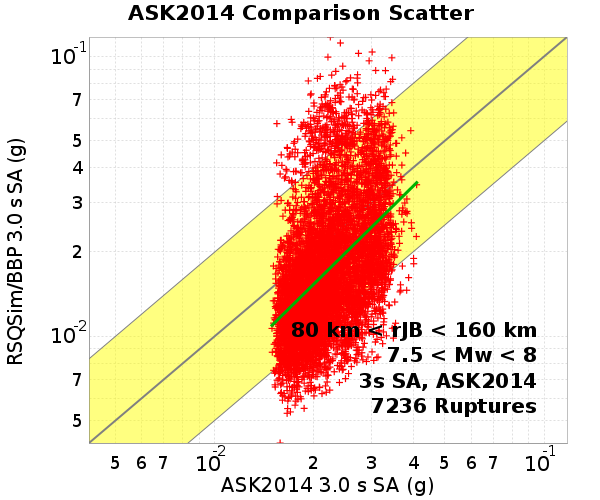 ASK2014 Comparison Scatter
RSQSim/BBP 3.0 s SA (g)
10⁻¹
7
5
4
3
2
10⁻²
7
5
80 km < rJB < 160 km
7.5 < Mw < 8
3s SA, ASK2014
7236 Ruptures
5 6 7 10⁻² 2 3 4 5 6 7 10⁻¹
ASK2014 3.0 s SA (g)